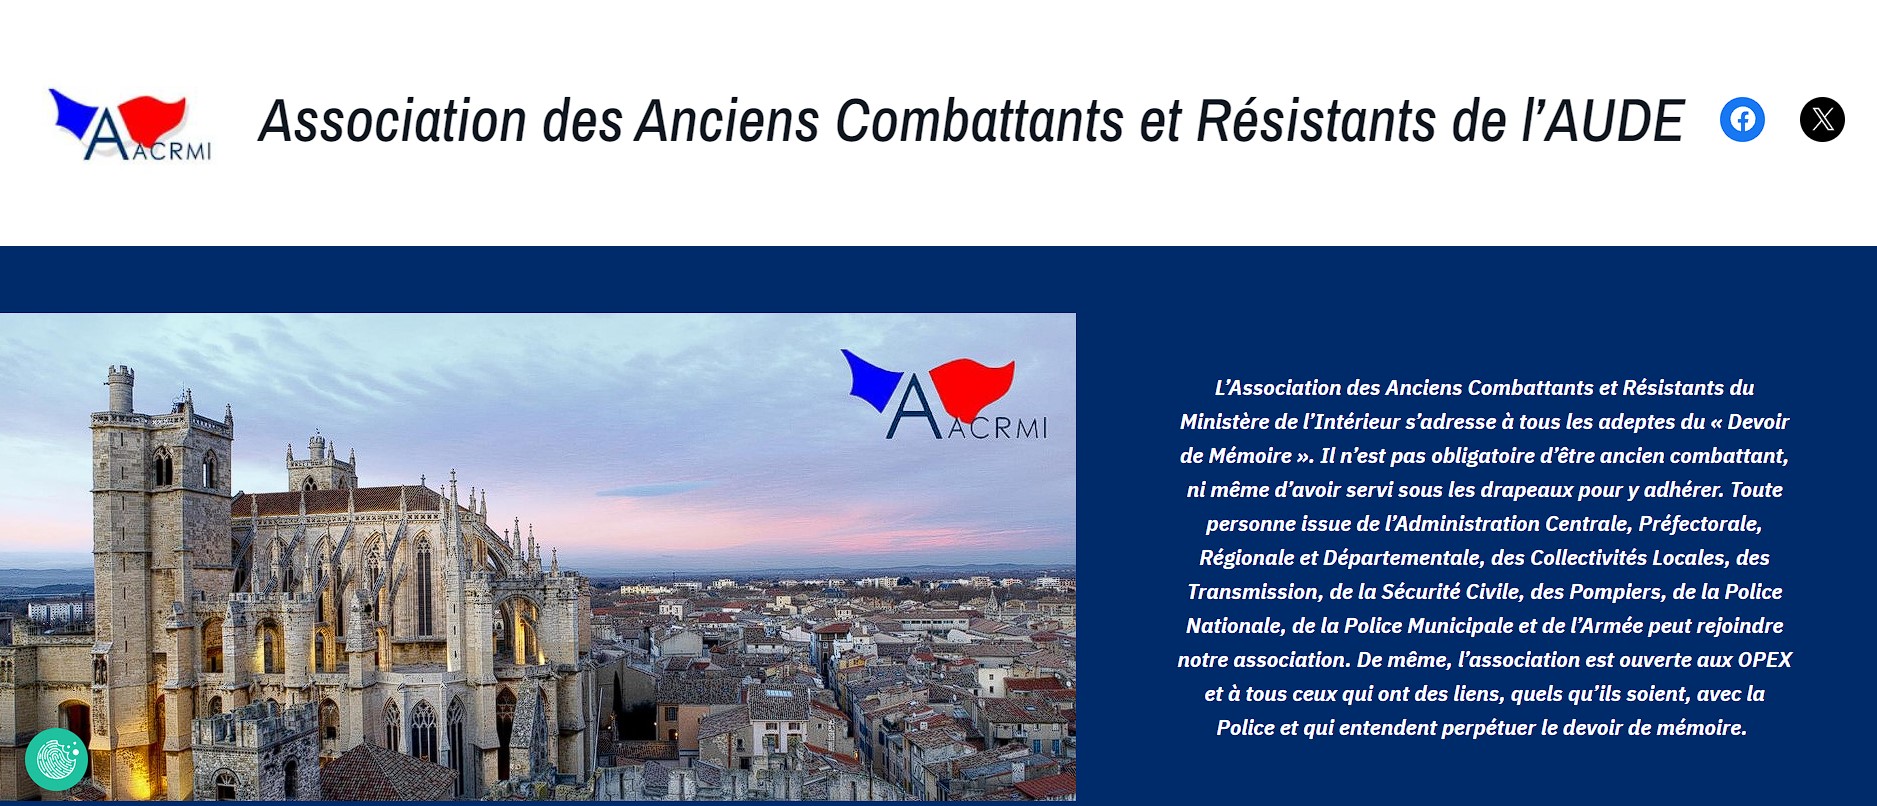 AACRMI
Association des Anciens Combattants et Résistants de l’AUDE
AACRMI
L’Association des Anciens Combattants et Résistants du
Ministère de l’Intérieur s’adresse à tous les adeptes du « Devoir
de Mémoire ». Il n’est pas obligatoire d’être ancien combattant,
ni même d’avoir servi sous les drapeaux pour y adhérer. Toute
personne issue de l’Administration Centrale, Préfectorale,
Régionale et Départementale, des Collectivités Locales, des
Transmission, de la Sécurité Civile, des Pompiers, de la Police
Nationale, de la Police Municipale et de l’Armée peut rejoindre
notre association. De même, l’association est ouverte aux OPEX
et à tous ceux qui ont des liens, quels qu’ils soient, avec la
Police et qui entendent perpétuer le devoir de mémoire.